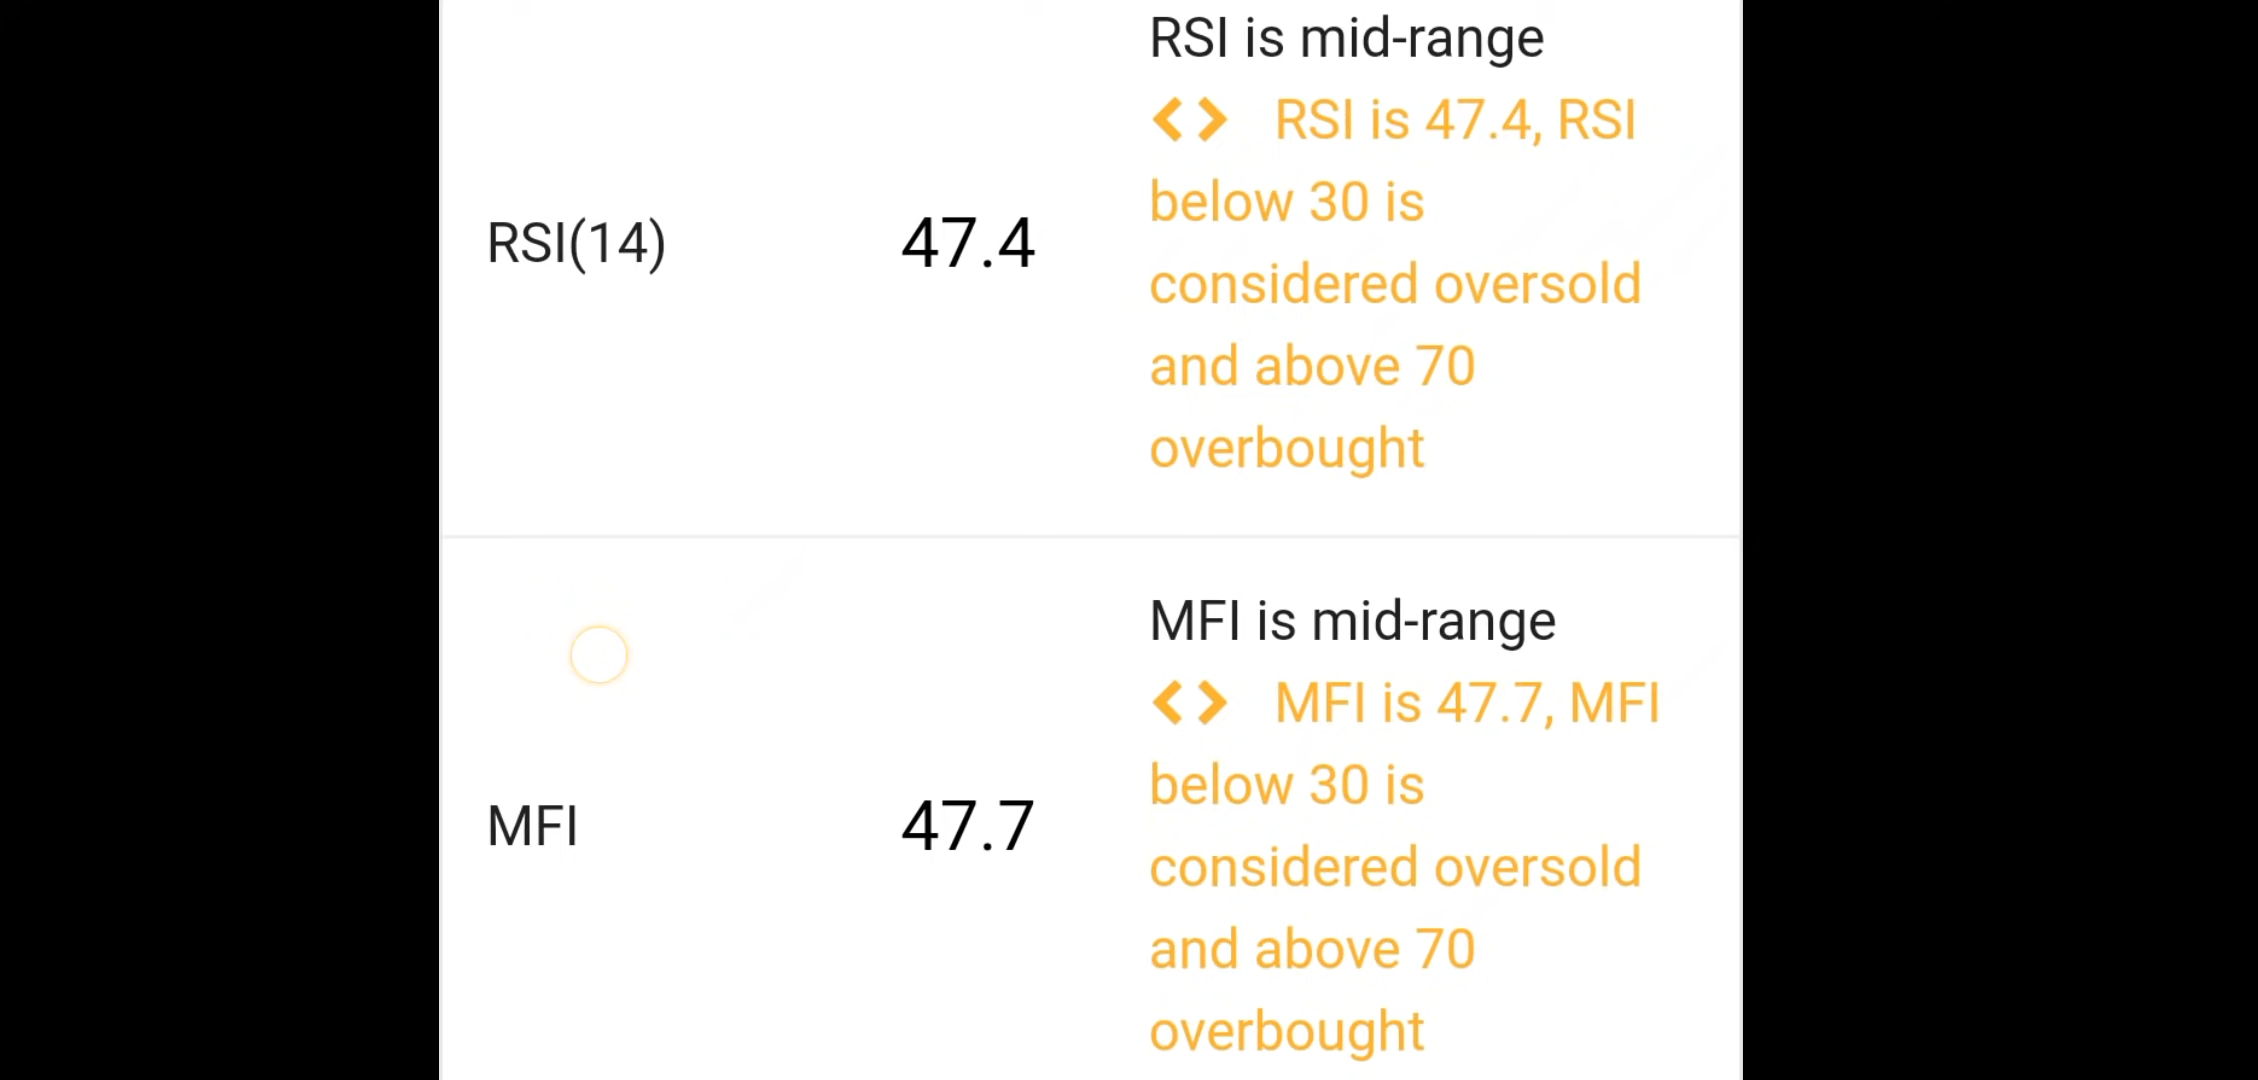 RSI is mid-range
<> RSI is 47.4, RSI
below 30 is
RSI(14) 47.4
considered oversold
and above 70
overbought
MFI is mid-range
<> MFI is 47.7, MFI
below 30 is
MFI 47.7
considered oversold
and above 70
overbought